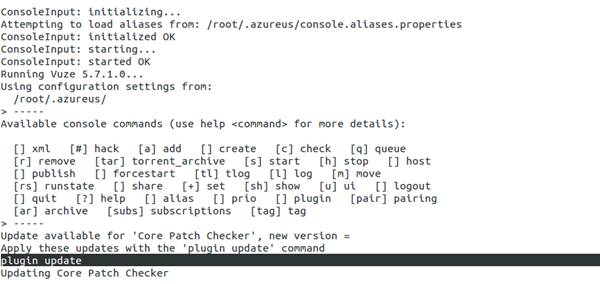 ConsoleInput: initializing...
Attempting to load aliases from: /root/.azureus/console.aliases.properties
ConsoleInput: initialized OK
ConsoleInput: starting...
ConsoleInput: started OK
Running Vuze 5.7.1.0...
Using configuration settings from:
  /root/.azureus/
> -----
Available console commands (use help <command> for more details):

  [] xml   [#] hack   [a] add   [] create   [c] check   [q] queue
  [r] remove   [tar] torrent_archive   [s] start   [h] stop   [] host
  [] publish   [] forcestart   [tl] tlog   [l] log   [m] move
  [rs] runstate   [] share   [+] set   [sh] show   [u] ui   [] logout
  [] quit   [?] help   [] alias   [] prio   [] plugin   [pair] pairing
  [ar] archive   [subs] subscriptions   [tag] tag
> -----
Update available for 'Core Patch Checker', new version =
Apply these updates with the 'plugin update' command
plugin update
Updating Core Patch Checker